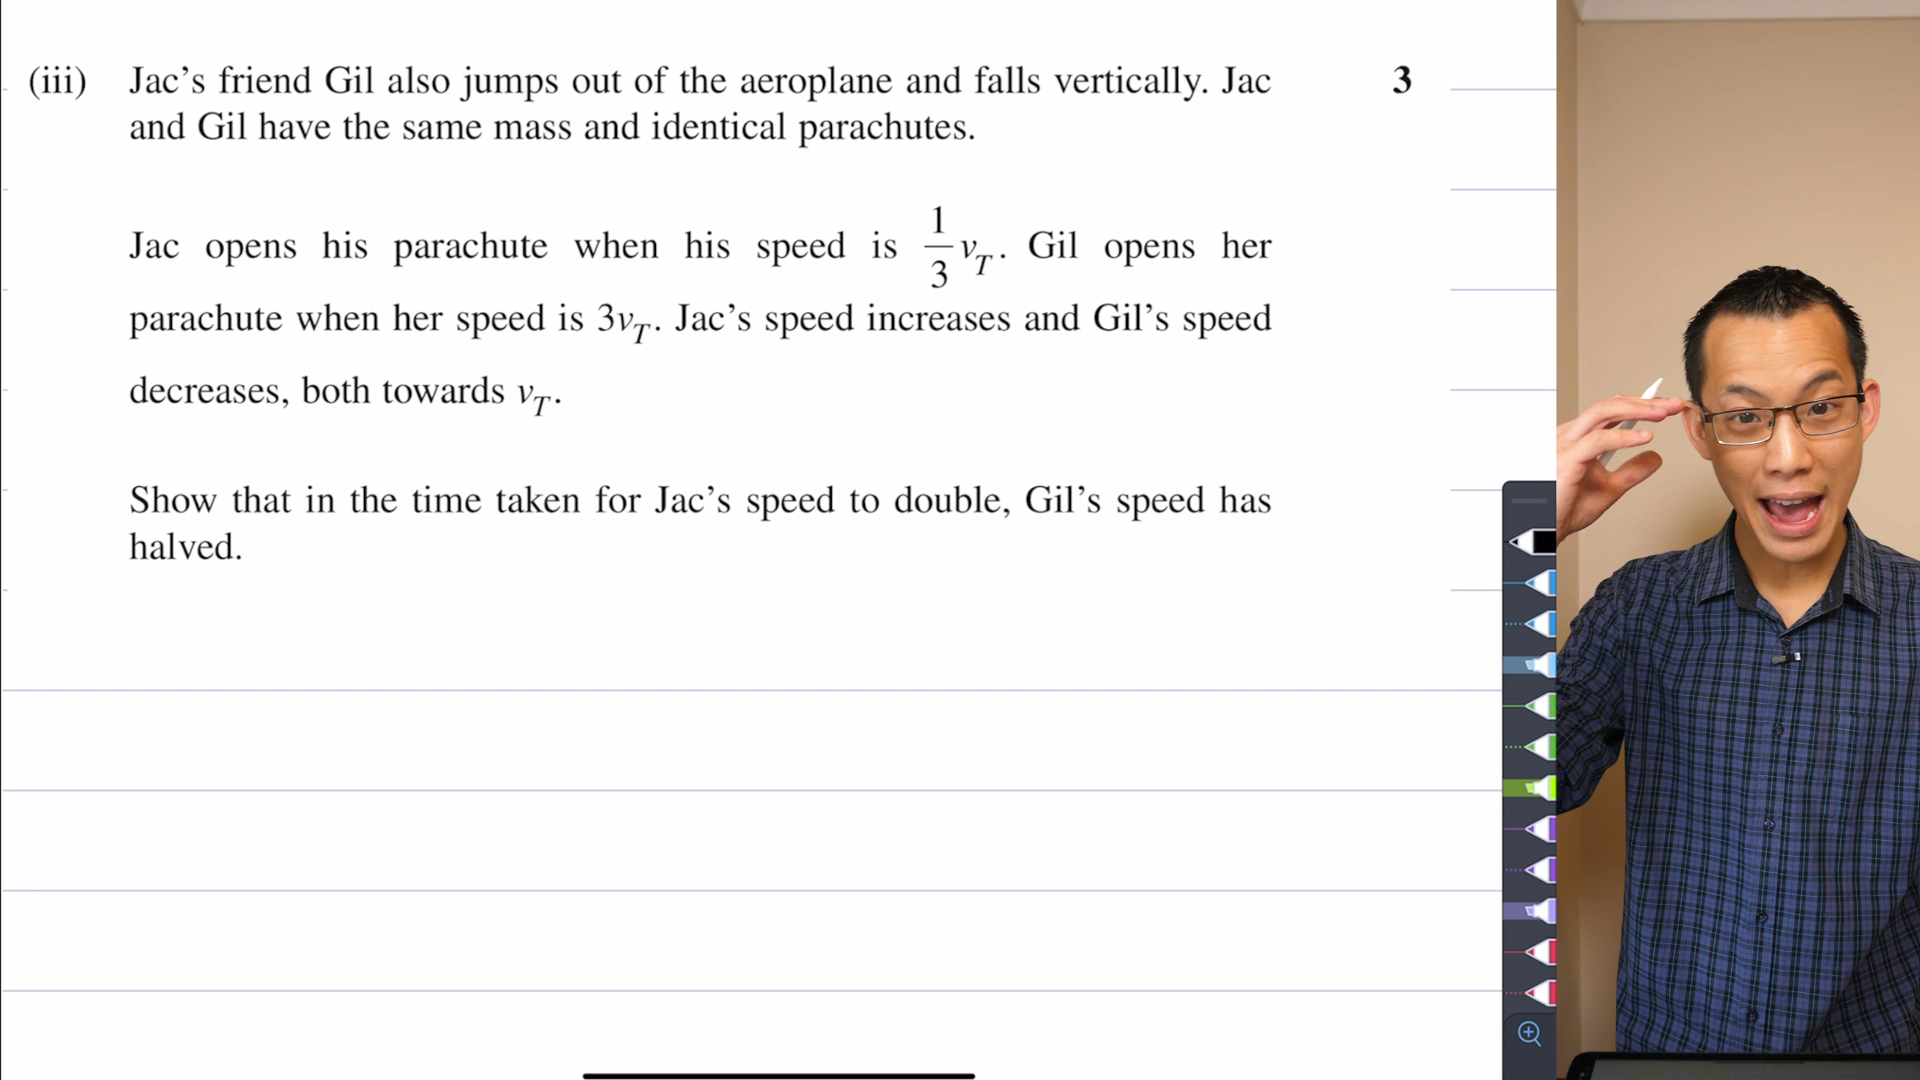 (iii) Jac’s friend Gil also jumps out of the aeroplane and falls vertically. Jac 3
and Gil have the same mass and identical parachutes.
Jac opens his parachute when his speed is 1/3 v_T. Gil opens her
parachute when her speed is 3v_T. Jac’s speed increases and Gil’s speed
decreases, both towards v_T.
Show that in the time taken for Jac’s speed to double, Gil’s speed has
halved.